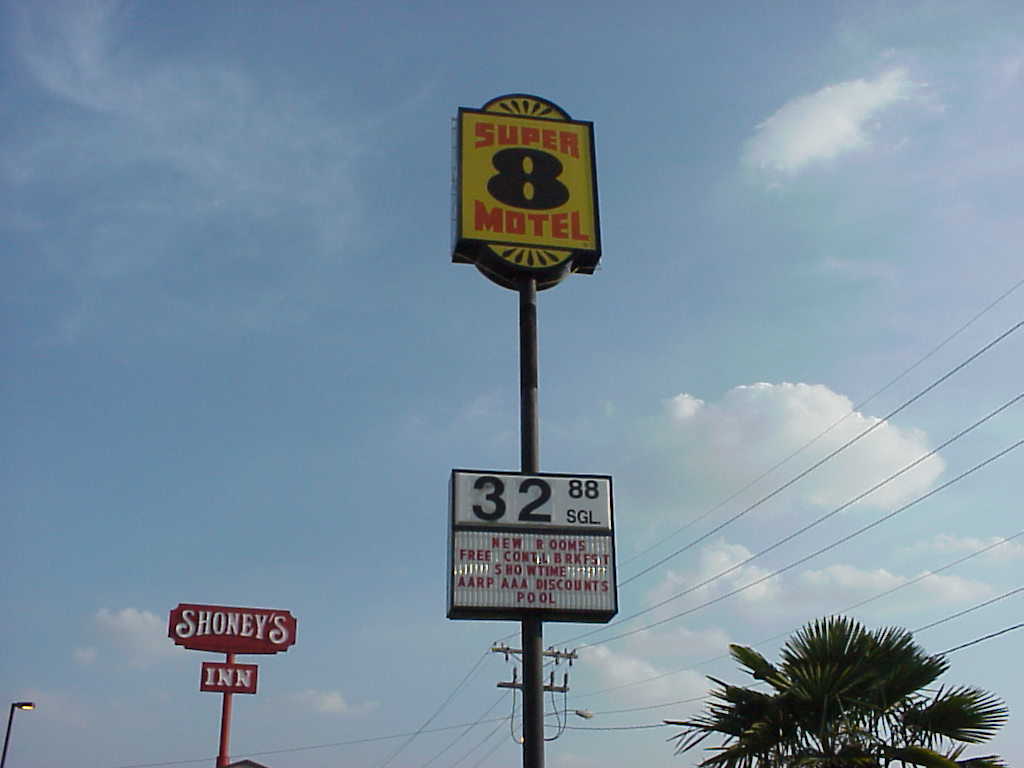 SUPER
8
MOTEL
32 88
SGL.
NEW ROOMS
FREE CONTL BRKFST
SHOWTIME
AARP AAA DISCOUNTS
POOL
SHONEY'S
INN